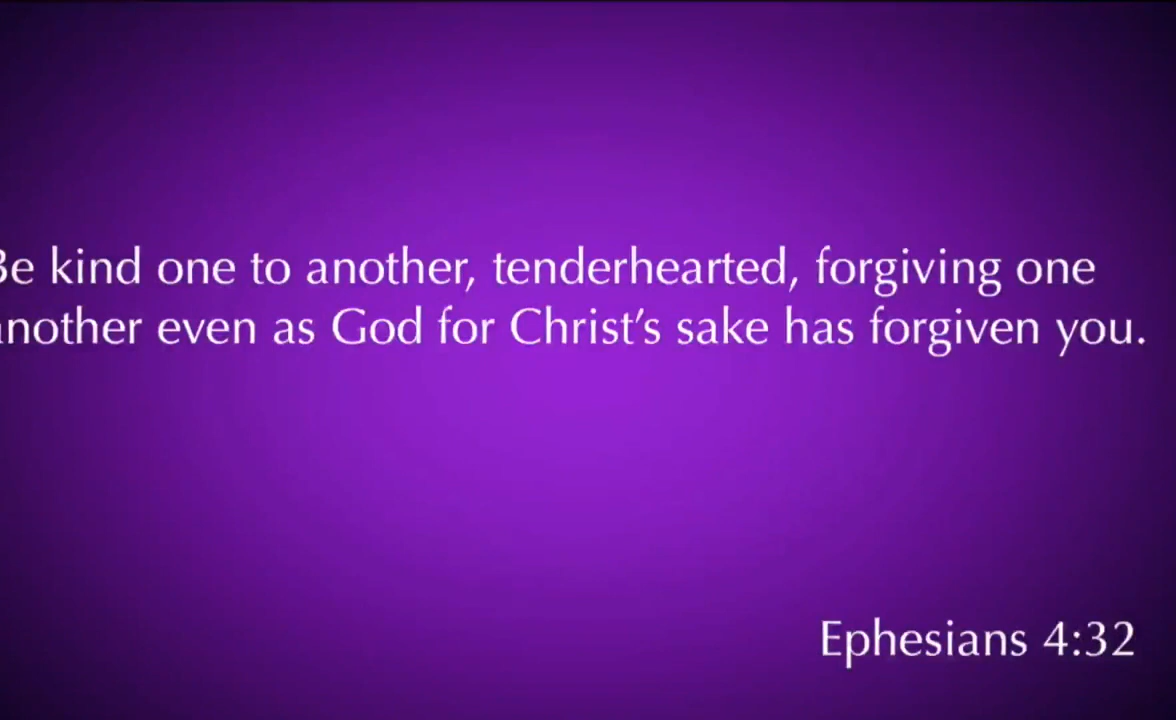 Be kind one to another, tenderhearted, forgiving one
another even as God for Christ's sake has forgiven you.
Ephesians 4:32